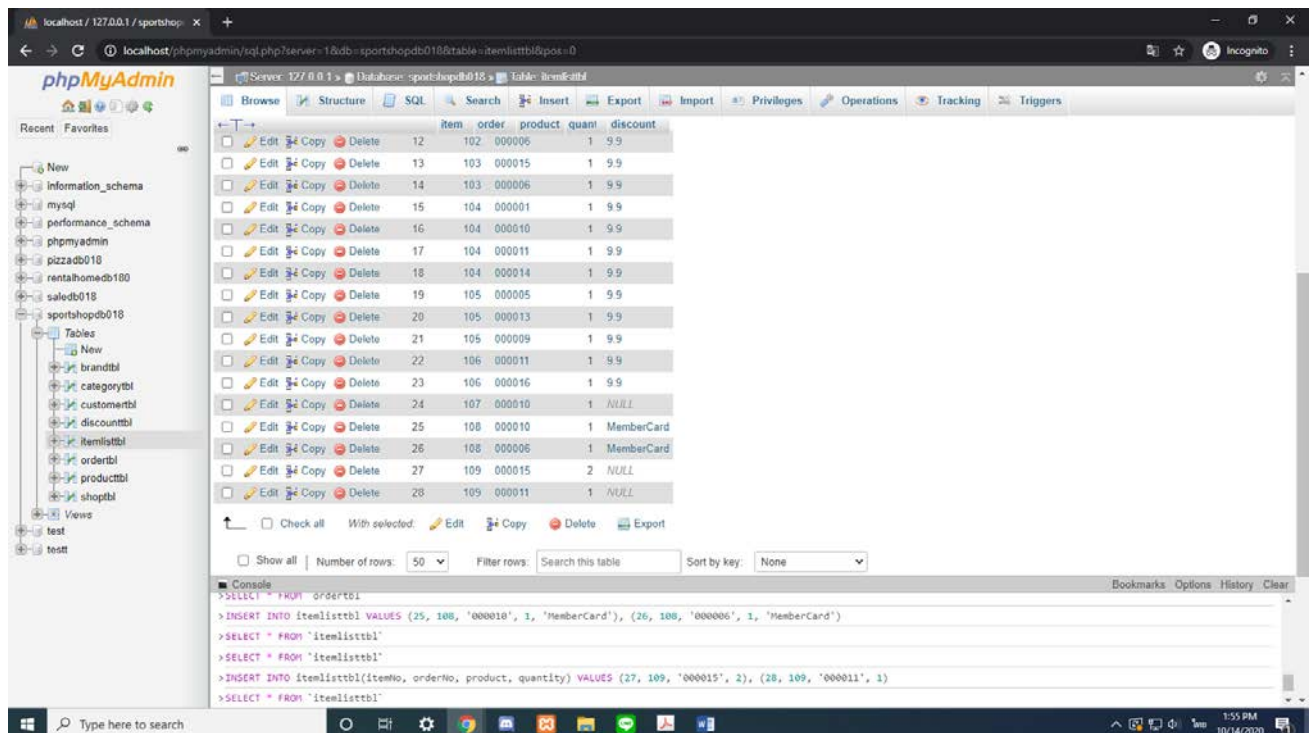 localhost / 127.0.0.1 / sportshop
localhost/phpmyadmin/sql.php?server=1&db=sportshopdb018&table=itemlisttbl&pos=0
Incognito
phpMyAdmin
Server: 127.0.0.1 » Database: sportshopdb018 » Table: itemlisttbl
Browse Structure SQL Search Insert Export Import Privileges Operations Tracking Triggers
Recent Favorites
New
information_schema
mysql
performance_schema
phpmyadmin
pizzadb018
rentalhomedb180
saledb018
sportshopdb018
Tables
New
brandtbl
categorytbl
customertbl
discounttbl
itemlisttbl
ordertbl
producttbl
shoptbl
Views
test
testt
item order product quant discount
Edit Copy Delete 12 102 000006 1 9.9
Edit Copy Delete 13 103 000015 1 9.9
Edit Copy Delete 14 103 000006 1 9.9
Edit Copy Delete 15 104 000001 1 9.9
Edit Copy Delete 16 104 000010 1 9.9
Edit Copy Delete 17 104 000011 1 9.9
Edit Copy Delete 18 104 000014 1 9.9
Edit Copy Delete 19 105 000005 1 9.9
Edit Copy Delete 20 105 000013 1 9.9
Edit Copy Delete 21 105 000009 1 9.9
Edit Copy Delete 22 106 000011 1 9.9
Edit Copy Delete 23 106 000016 1 9.9
Edit Copy Delete 24 107 000010 1 NULL
Edit Copy Delete 25 108 000010 1 MemberCard
Edit Copy Delete 26 108 000006 1 MemberCard
Edit Copy Delete 27 109 000015 2 NULL
Edit Copy Delete 28 109 000011 1 NULL
Check all With selected: Edit Copy Delete Export
Show all | Number of rows: 50 Filter rows: Search this table Sort by key: None
Console Bookmarks Options History Clear
>SELECT * FROM `ordertbl`
>INSERT INTO itemlisttbl VALUES (25, 108, '000010', 1, 'MemberCard'), (26, 108, '000006', 1, 'MemberCard')
>SELECT * FROM `itemlisttbl`
>SELECT * FROM `itemlisttbl`
>INSERT INTO itemlisttbl(itemNo, orderNo, product, quantity) VALUES (27, 109, '000015', 2), (28, 109, '000011', 1)
>SELECT * FROM `itemlisttbl`
Type here to search
ไทย
1:55 PM
10/14/2020